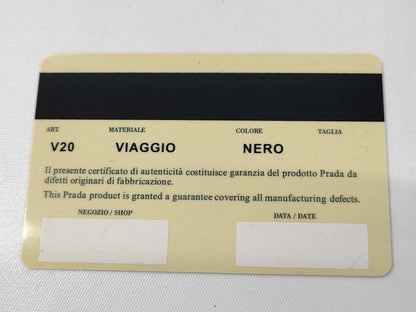 ART. MATERIALE COLORE TAGLIA
V20 VIAGGIO NERO
Il presente certificato di autenticità costituisce garanzia del prodotto Prada da
difetti originari di fabbricazione.
This Prada product is granted a guarantee covering all manufacturing defects.
NEGOZIO / SHOP DATA / DATE